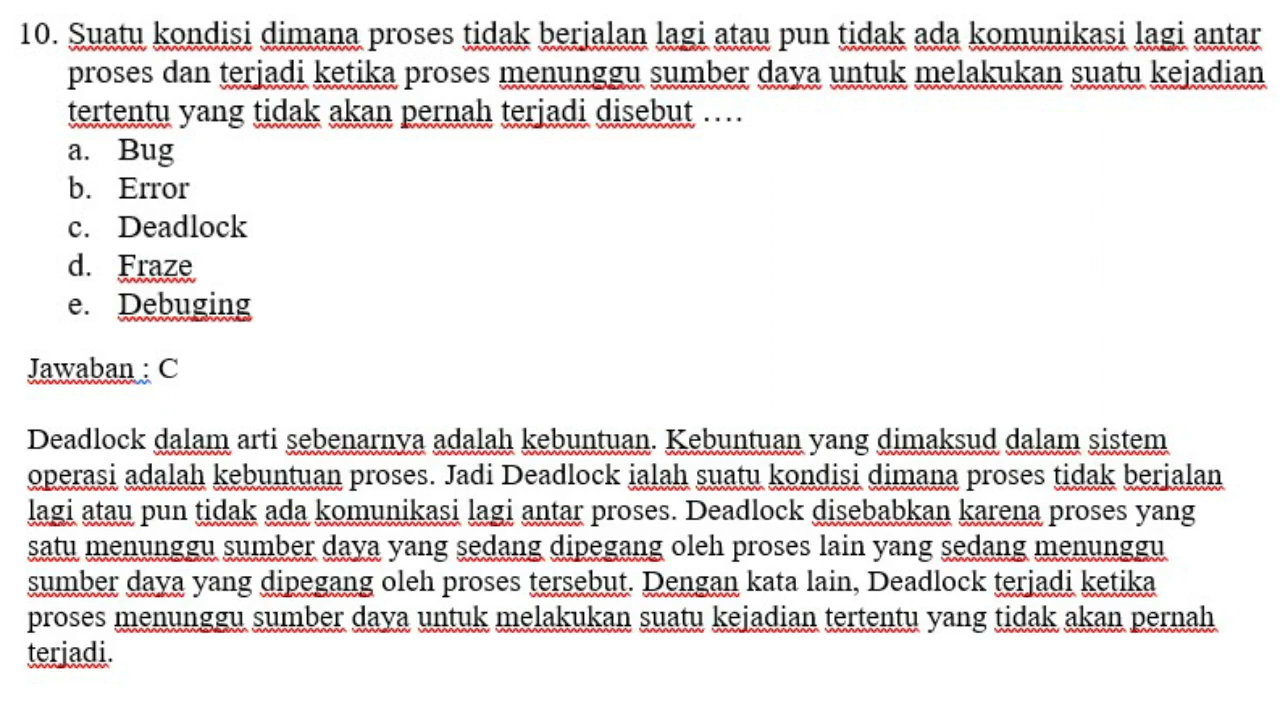 10. Suatu kondisi dimana proses tidak berjalan lagi atau pun tidak ada komunikasi lagi antar
proses dan terjadi ketika proses menunggu sumber daya untuk melakukan suatu kejadian
tertentu yang tidak akan pernah terjadi disebut ….
a. Bug
b. Error
c. Deadlock
d. Fraze
e. Debuging
Jawaban : C
Deadlock dalam arti sebenarnya adalah kebuntuan. Kebuntuan yang dimaksud dalam sistem
operasi adalah kebuntuan proses. Jadi Deadlock ialah suatu kondisi dimana proses tidak berjalan
lagi atau pun tidak ada komunikasi lagi antar proses. Deadlock disebabkan karena proses yang
satu menunggu sumber daya yang sedang dipegang oleh proses lain yang sedang menunggu
sumber daya yang dipegang oleh proses tersebut. Dengan kata lain, Deadlock terjadi ketika
proses menunggu sumber daya untuk melakukan suatu kejadian tertentu yang tidak akan pernah
terjadi.